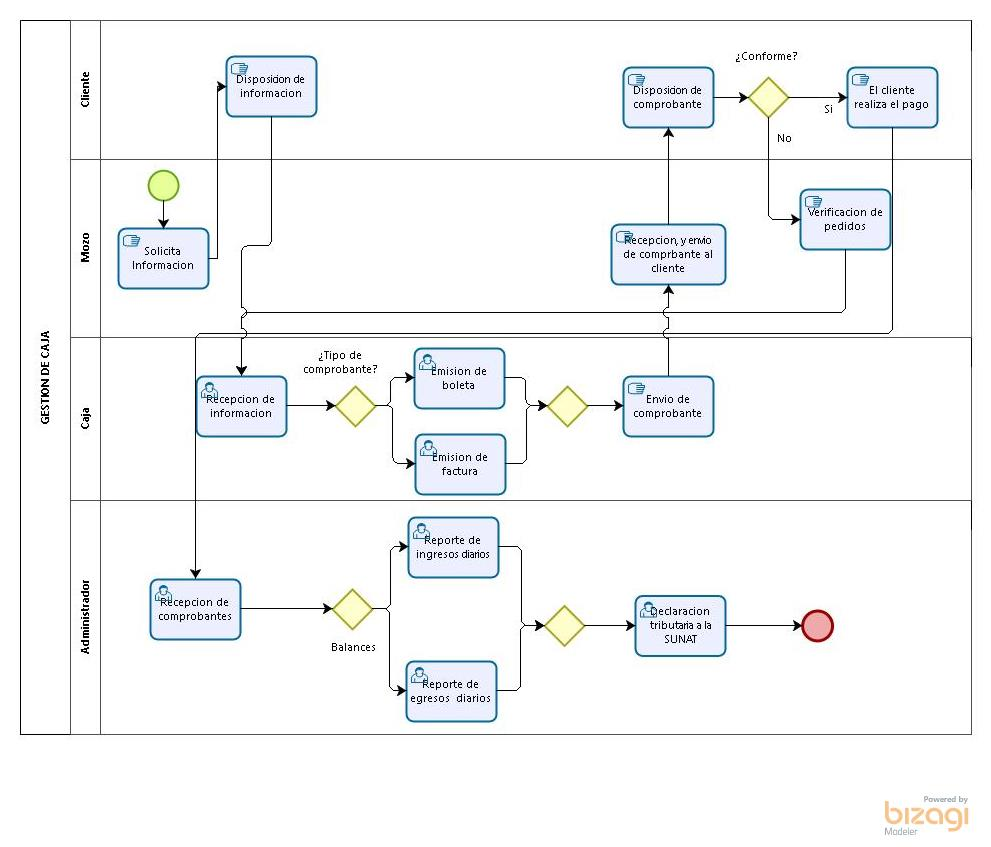 GESTION DE CAJA
Cliente
Disposicion de
informacion
Disposicion de
comprobante
¿Conforme?
Si
No
El cliente
realiza el pago
Mozo
Solicita
Informacion
Recepcion, y envio
de comprbante al
cliente
Verificacion de
pedidos
Caja
Recepcion de
informacion
¿Tipo de
comprobante?
Emision de
boleta
Emision de
factura
Envio de
comprobante
Administrador
Recepcion de
comprobantes
Balances
Reporte de
ingresos diarios
Reporte de
egresos diarios
Declaracion
tributaria a la
SUNAT
Powered by
bizagi
Modeler